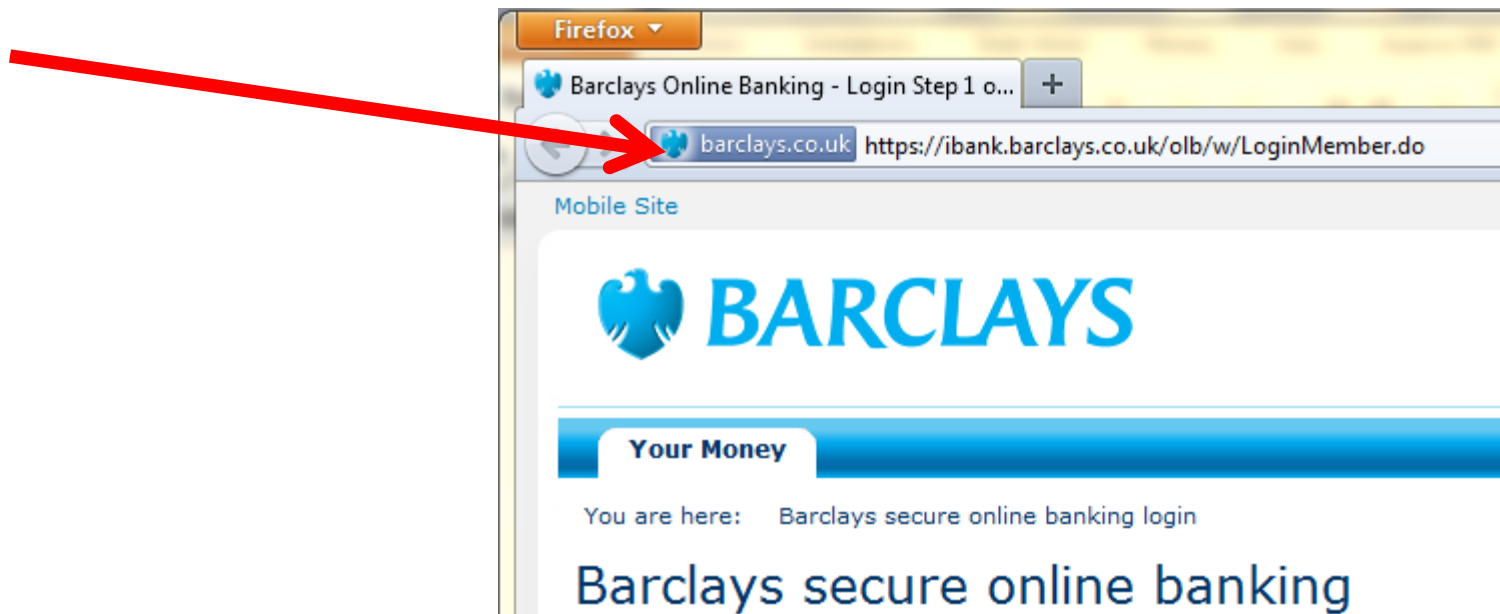 Firefox
Barclays Online Banking - Login Step 1 o...
barclays.co.uk https://ibank.barclays.co.uk/olb/w/LoginMember.do
Mobile Site
BARCLAYS
Your Money
You are here: Barclays secure online banking login
Barclays secure online banking